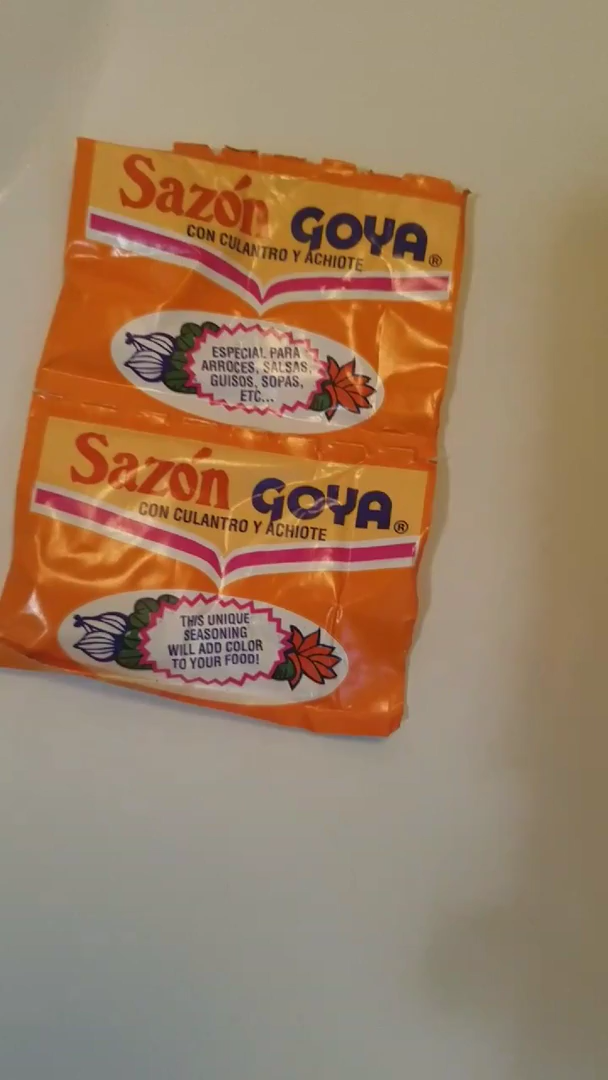 Sazón GOYA®
CON CULANTRO Y ACHIOTE
ESPECIAL PARA
ARROCES, SALSAS,
GUISOS, SOPAS,
ETC...
Sazón GOYA®
CON CULANTRO Y ACHIOTE
THIS UNIQUE
SEASONING
WILL ADD COLOR
TO YOUR FOOD!